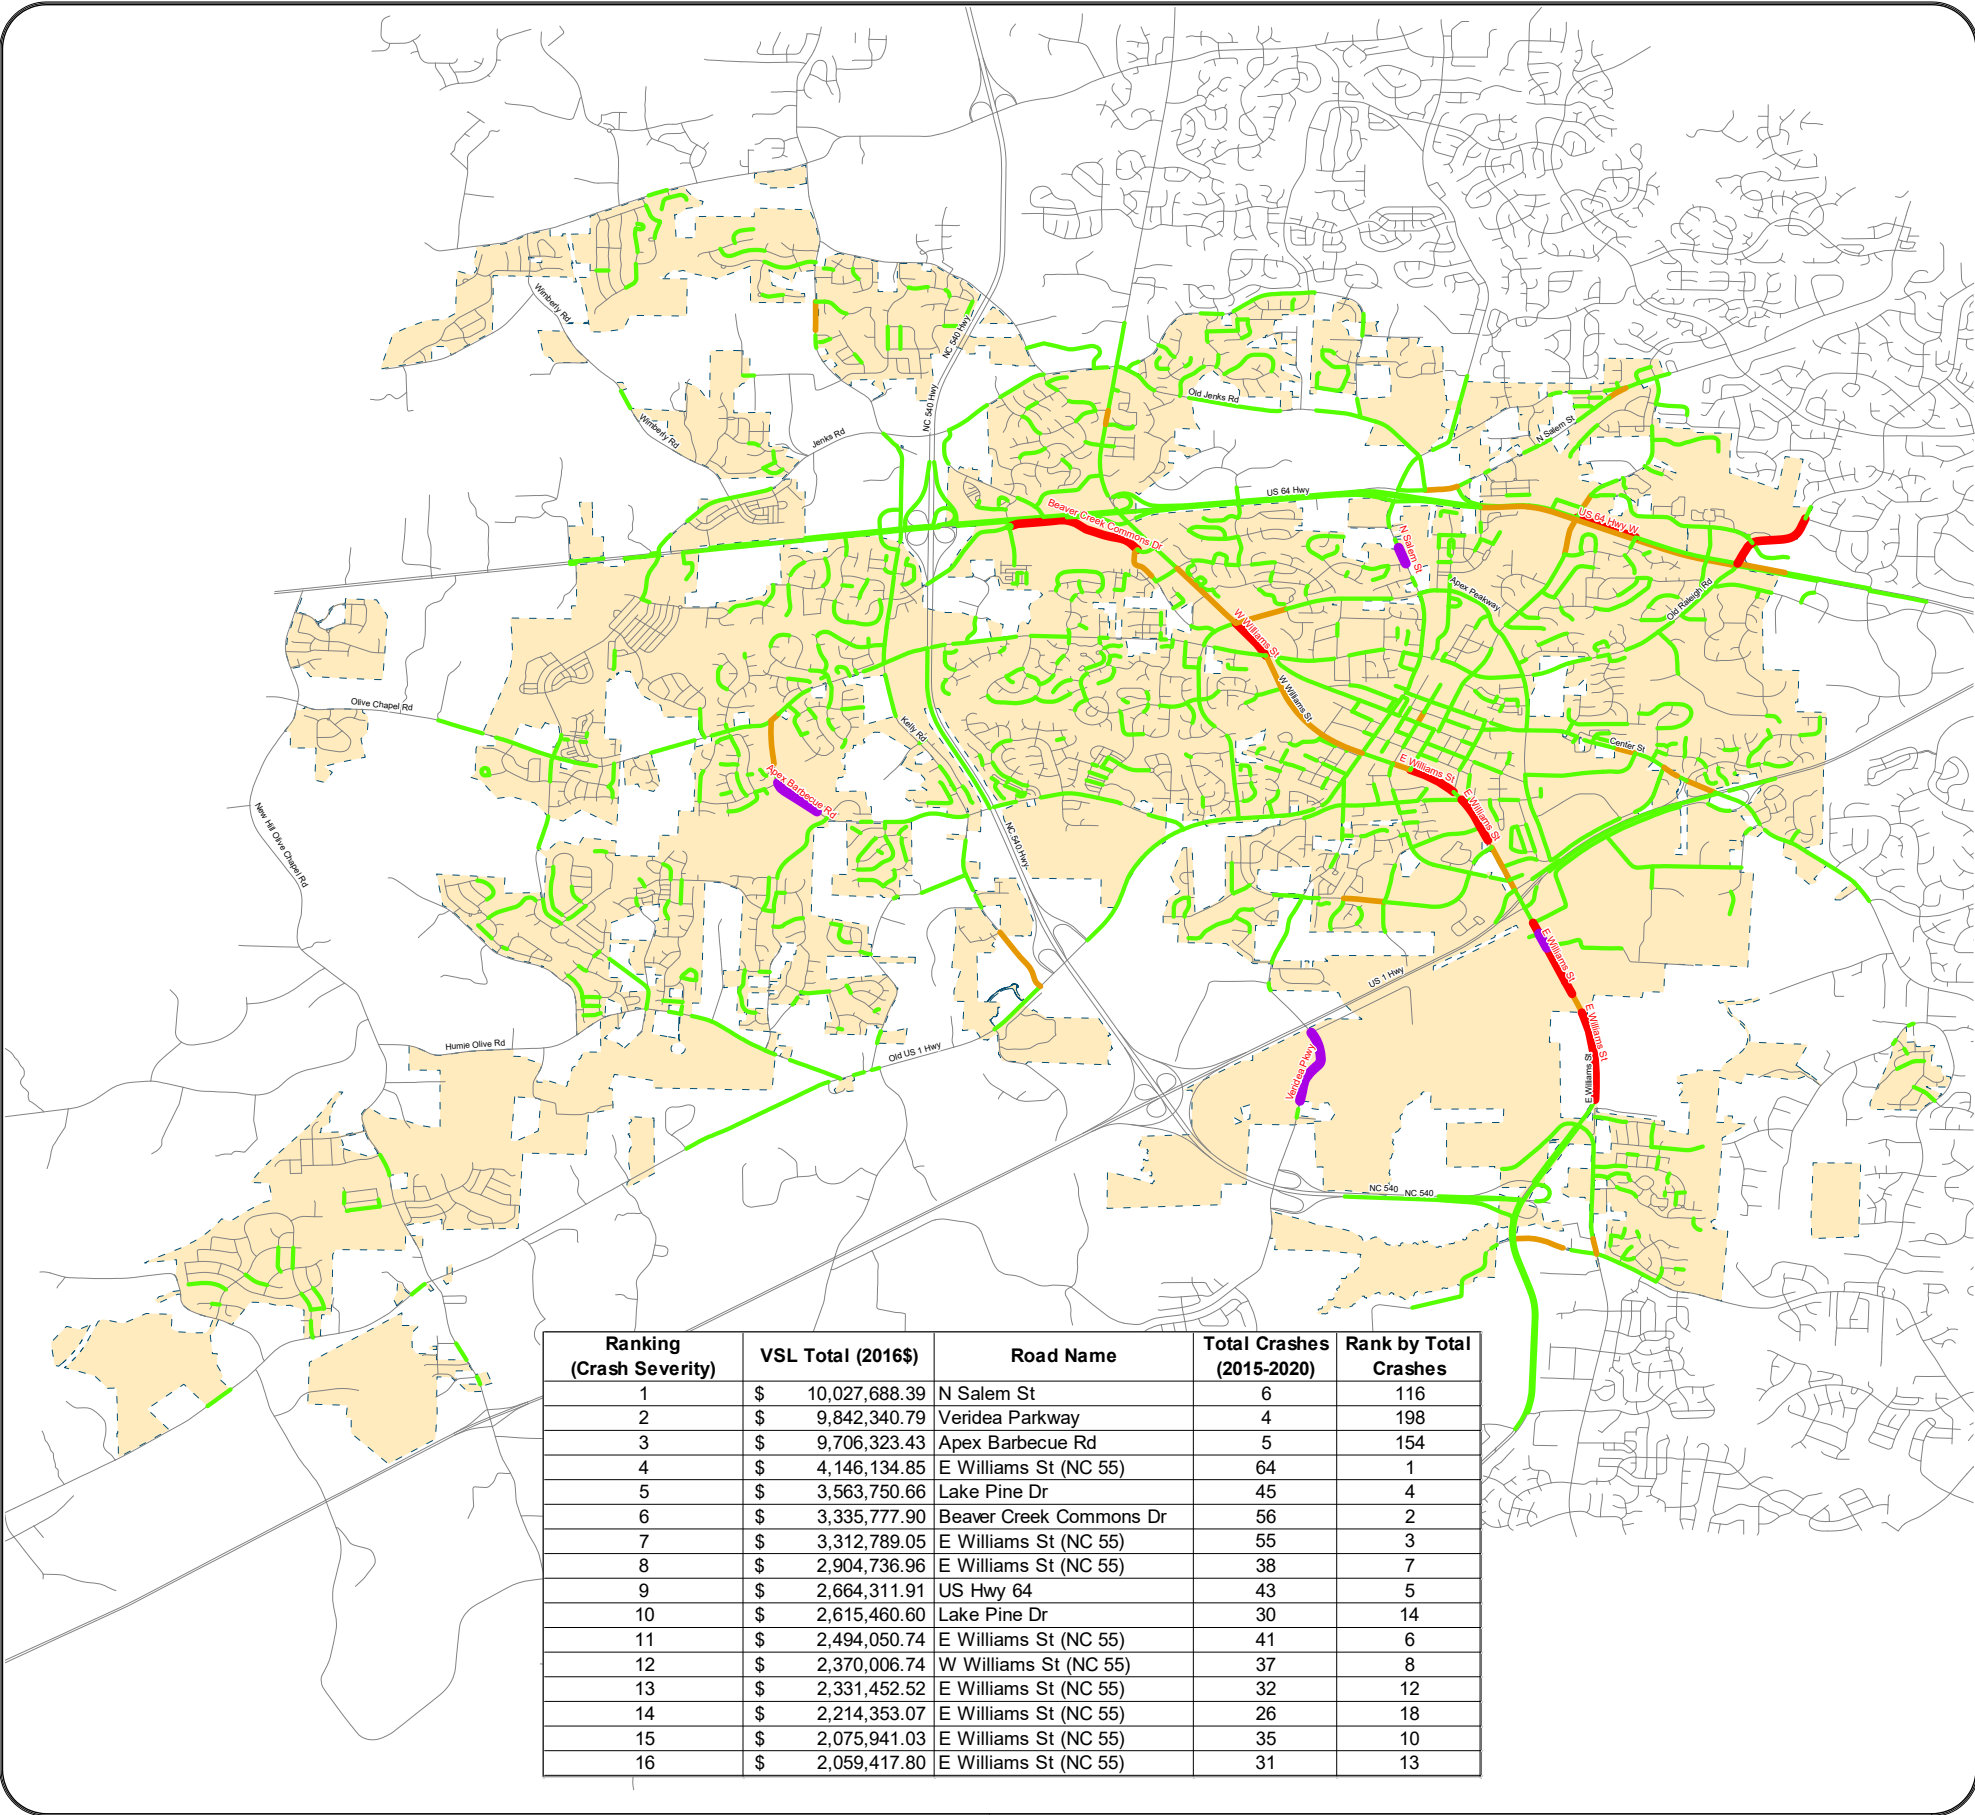 Wimberly Rd
NC 540 Hwy
NC 540 Hwy
Old Jenks Rd
Wimberly Rd
Jenks Rd
N Salem St
US 64 Hwy
Beaver Creek Commons Dr
US 64 Hwy W
N Salem St
Apex Peakway
Old Raleigh Rd
W Williams St
W Williams St
Olive Chapel Rd
Kelly Rd
Center St
E Williams St
Apex Barbecue Rd
E Williams St
New Hill Olive Chapel Rd
NC 540 Hwy
E Williams St
US 1 Hwy
E Williams St
Humie Olive Rd
Old US 1 Hwy
Veridea Pkwy
E Williams St
NC 540 NC 540
Ranking (Crash Severity) VSL Total (2016$) Road Name Total Crashes (2015-2020) Rank by Total Crashes
1 $ 10,027,688.39 N Salem St 6 116
2 $ 9,842,340.79 Veridea Parkway 4 198
3 $ 9,706,323.43 Apex Barbecue Rd 5 154
4 $ 4,146,134.85 E Williams St (NC 55) 64 1
5 $ 3,563,750.66 Lake Pine Dr 45 4
6 $ 3,335,777.90 Beaver Creek Commons Dr 56 2
7 $ 3,312,789.05 E Williams St (NC 55) 55 3
8 $ 2,904,736.96 E Williams St (NC 55) 38 7
9 $ 2,664,311.91 US Hwy 64 43 5
10 $ 2,615,460.60 Lake Pine Dr 30 14
11 $ 2,494,050.74 E Williams St (NC 55) 41 6
12 $ 2,370,006.74 W Williams St (NC 55) 37 8
13 $ 2,331,452.52 E Williams St (NC 55) 32 12
14 $ 2,214,353.07 E Williams St (NC 55) 26 18
15 $ 2,075,941.03 E Williams St (NC 55) 35 10
16 $ 2,059,417.80 E Williams St (NC 55) 31 13